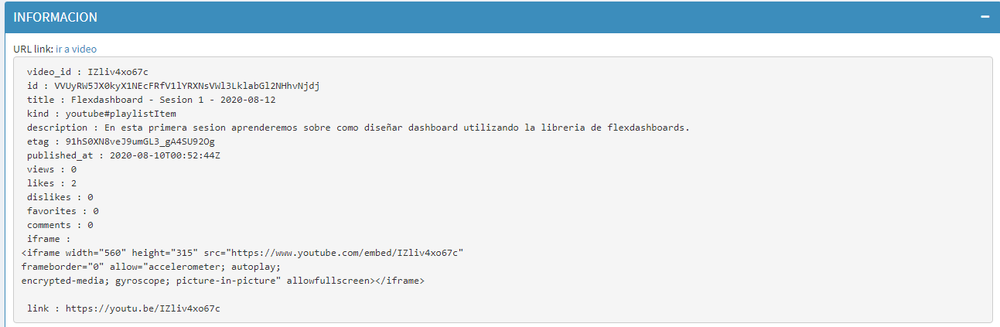 INFORMACION
URL link: ir a video
video_id : IZliv4xo67c
id : VVUyRW5JX0kyX1NEcFRfV1lYRXNsVWl3LklabGl2NHhvNjdj
title : Flexdashboard - Sesion 1 - 2020-08-12
kind : youtube#playlistItem
description : En esta primera sesion aprenderemos sobre como diseñar dashboard utilizando la libreria de flexdashboards.
etag : 91hS0XN8veJ9umGL3_gA4SU92Og
published_at : 2020-08-10T00:52:44Z
views : 0
likes : 2
dislikes : 0
favorites : 0
comments : 0
iframe :
<iframe width="560" height="315" src="https://www.youtube.com/embed/IZliv4xo67c"
frameborder="0" allow="accelerometer; autoplay;
encrypted-media; gyroscope; picture-in-picture" allowfullscreen></iframe>
link : https://youtu.be/IZliv4xo67c